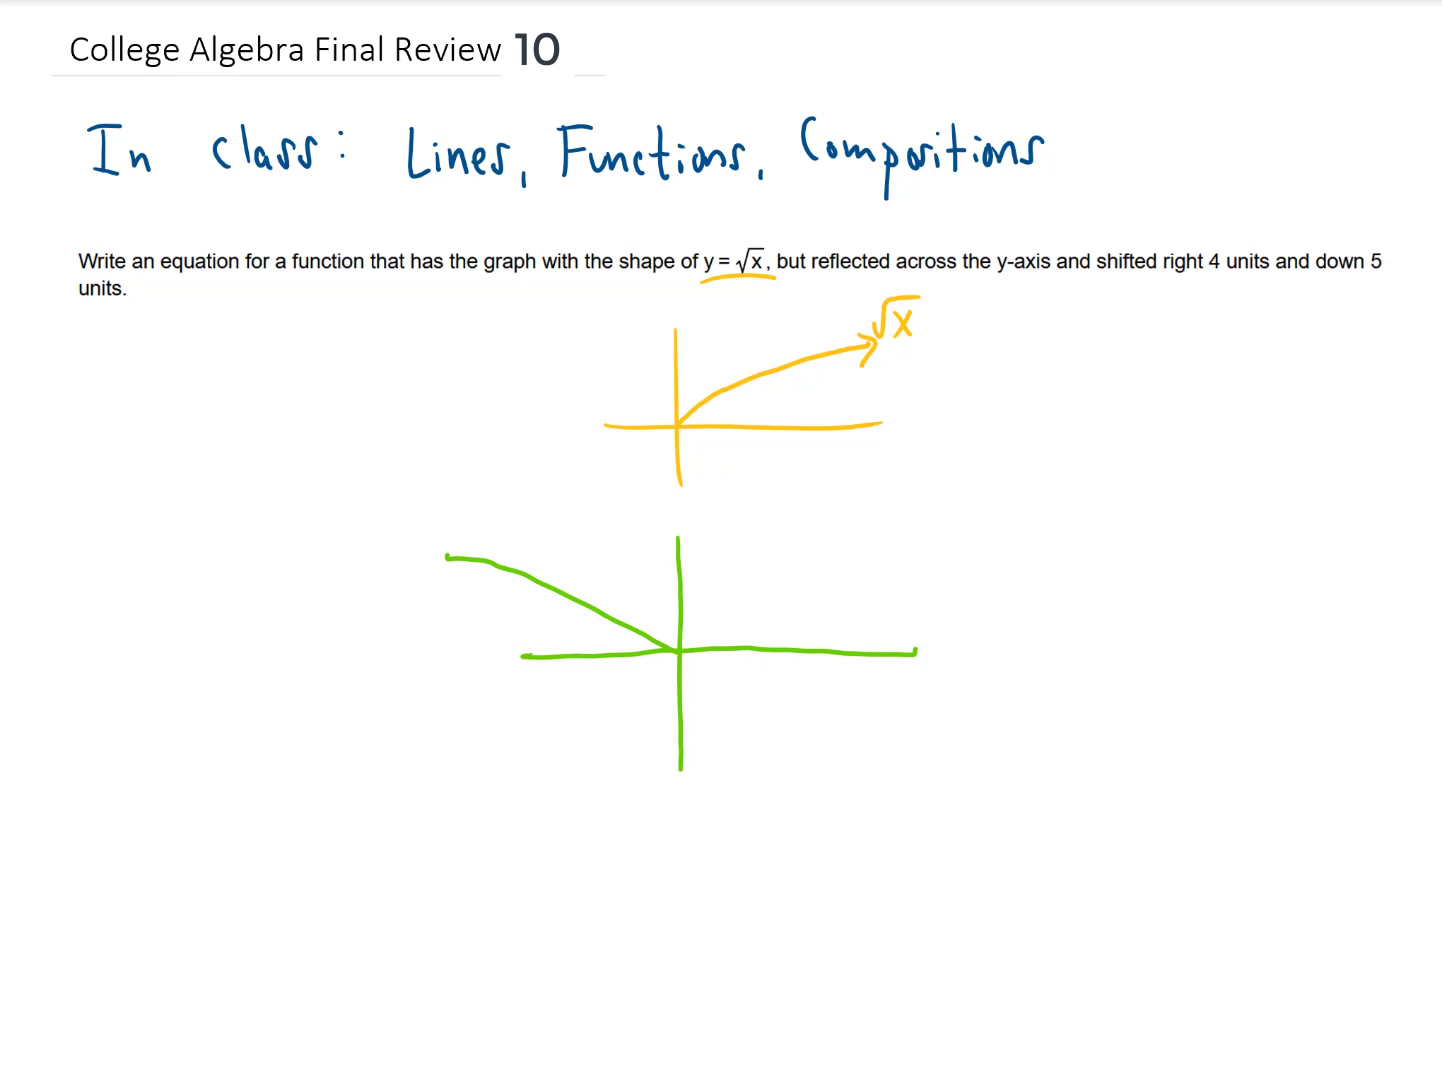 College Algebra Final Review 10
In class: Lines, Functions, Compositions
Write an equation for a function that has the graph with the shape of y = √x, but reflected across the y-axis and shifted right 4 units and down 5
units.
√x